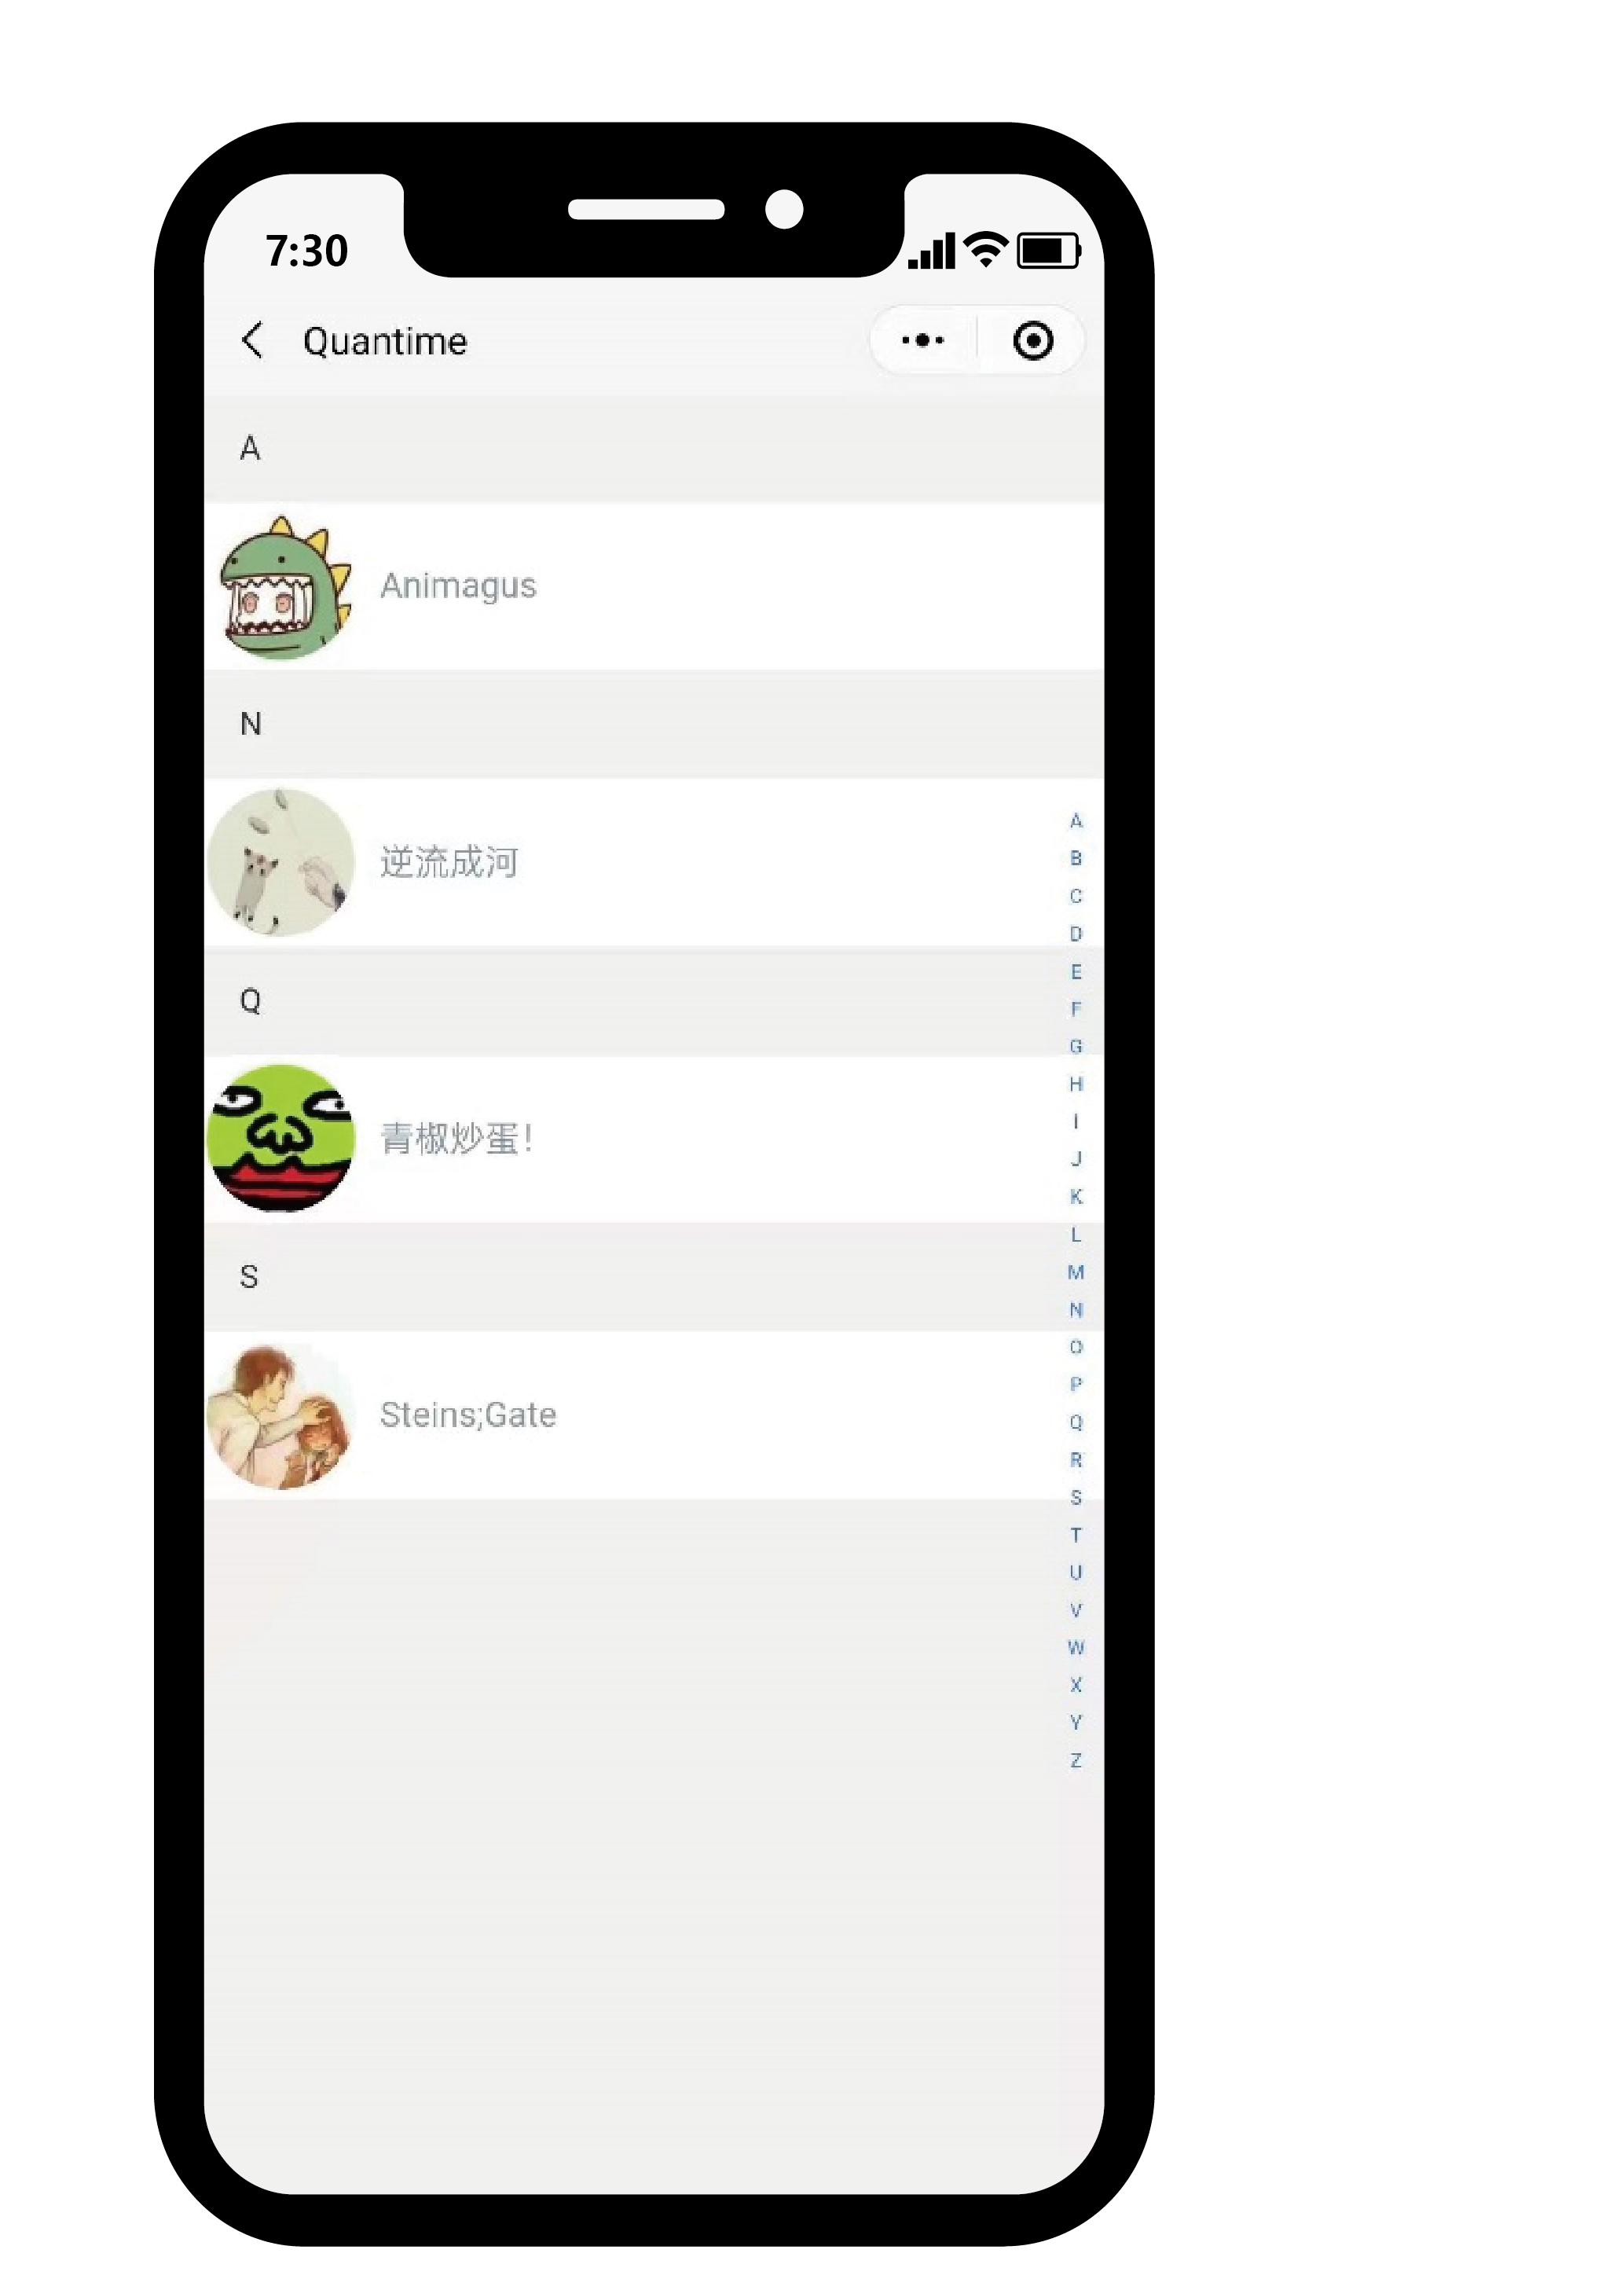 7:30
Quantime
A
Animagus
N
逆流成河
Q
青椒炒蛋！
S
Steins;Gate
A
B
C
D
E
F
G
H
I
J
K
L
M
N
O
P
Q
R
S
T
U
V
W
X
Y
Z